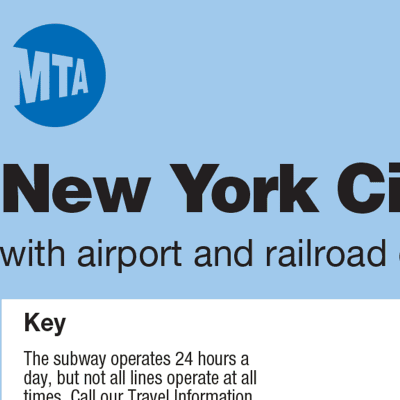 MTA
New York Ci
with airport and railroad
Key
The subway operates 24 hours a
day, but not all lines operate at all
times. Call our Travel Information